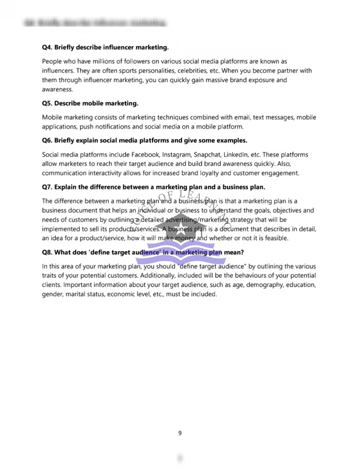 Q4. Briefly describe influencer marketing.
People who have millions of followers on various social media platforms are known as
influencers. They are often sports personalities, celebrities, etc. When you become partner with
them through influencer marketing, you can quickly gain massive brand exposure and
awareness.
Q5. Describe mobile marketing.
Mobile marketing consists of marketing techniques combined with email, text messages, mobile
applications, push notifications and social media on a mobile platform.
Q6. Briefly explain social media platforms and give some examples.
Social media platforms include Facebook, Instagram, Snapchat, LinkedIn, etc. These platforms
allow marketers to reach their target audience and build brand awareness quickly. Also,
communication interactivity allows for increased brand loyalty and customer engagement.
Q7. Explain the difference between a marketing plan and a business plan.
The difference between a marketing plan and a business plan is that a marketing plan is a
business document that helps an individual or business to understand the goals, objectives and
needs of customers by outlining a detailed advertising/marketing strategy that will be
implemented to sell its products/services. A business plan is a document that describes in detail,
an idea for a product/service, how it will make money and whether or not it is feasible.
Q8. What does 'define target audience' in a marketing plan mean?
In this area of your marketing plan, you should "define target audience" by outlining the various
traits of your potential customers. Additionally, included will be the behaviours of your potential
clients. Important information about your target audience, such as age, demography, education,
gender, marital status, economic level, etc., must be included.
9